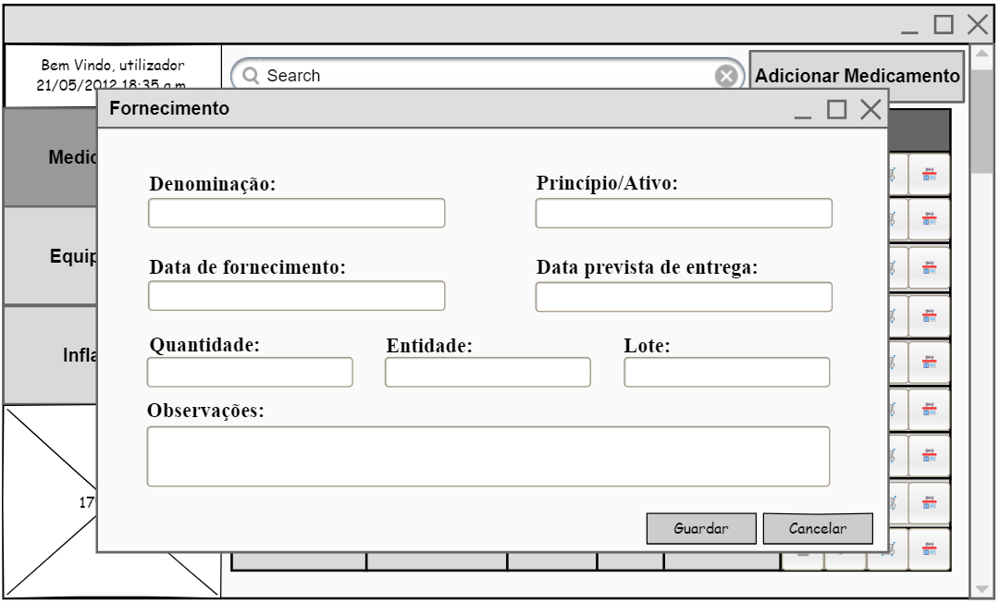 Bem Vindo, utilizador
21/05/2012 18:35 a.m
Search
Adicionar Medicamento
Fornecimento
Medic
Equip
Infla
17
Denominação:
Princípio/Ativo:
Data de fornecimento:
Data prevista de entrega:
Quantidade:
Entidade:
Lote:
Observações:
Guardar
Cancelar